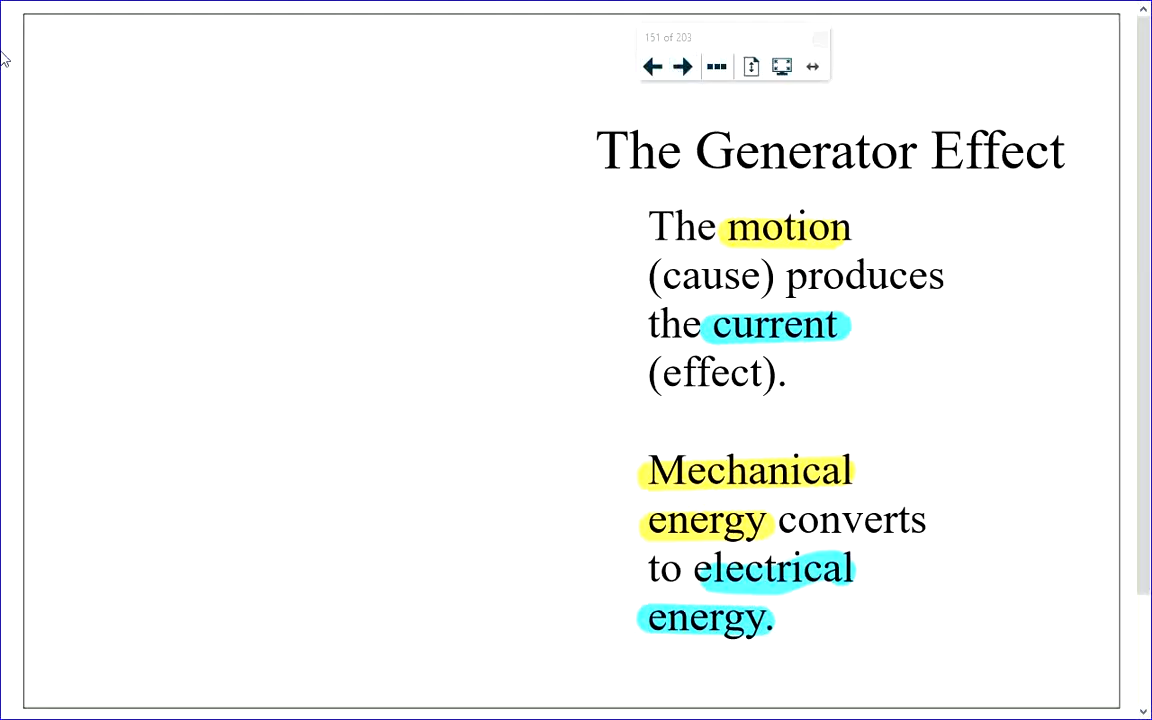 151 of 203
The Generator Effect
The motion
(cause) produces
the current
(effect).
Mechanical
energy converts
to electrical
energy.